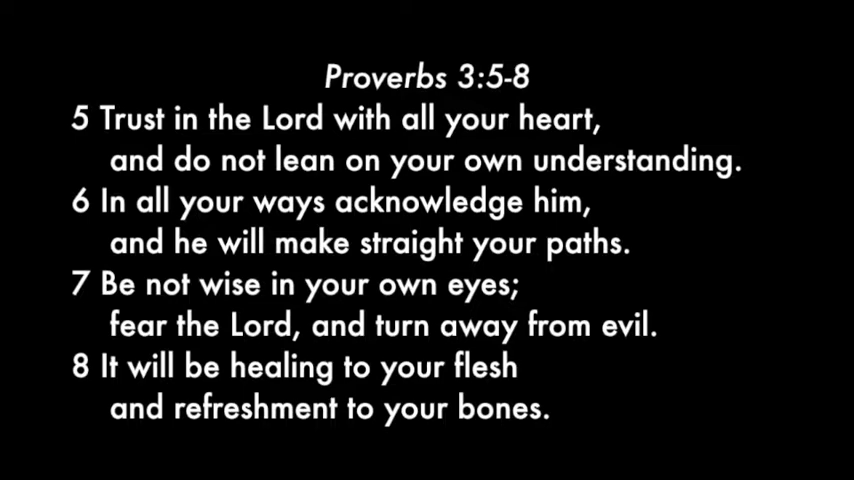 Proverbs 3:5-8
5 Trust in the Lord with all your heart,
and do not lean on your own understanding.
6 In all your ways acknowledge him,
and he will make straight your paths.
7 Be not wise in your own eyes;
fear the Lord, and turn away from evil.
8 It will be healing to your flesh
and refreshment to your bones.